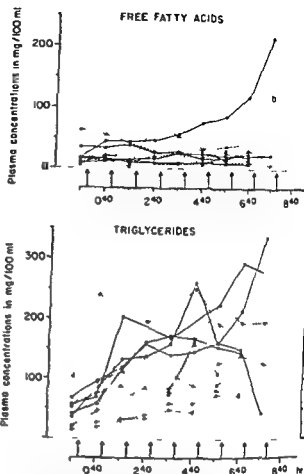 FREE FATTY ACIDS
Plasma concentrations in mg/100 ml
200
100
b
0⁴⁰ 2⁴⁰ 4⁴⁰ 6⁴⁰ 8⁴⁰
TRIGLYCERIDES
Plasma concentrations in mg/100 ml
300
200
100
0⁴⁰ 2⁴⁰ 4⁴⁰ 6⁴⁰ 8⁴⁰ hr